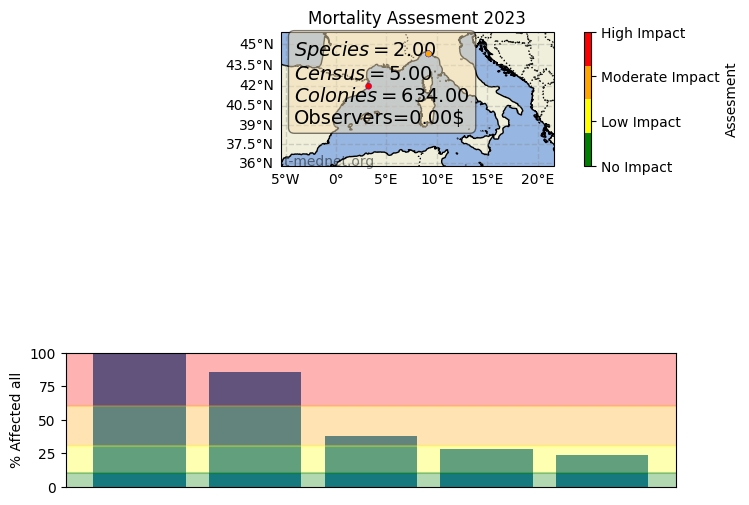 Mortality Assesment 2023
45°N
43.5°N
42°N
40.5°N
39°N
37.5°N
36°N
Species = 2.00
Census = 5.00
Colonies = 634.00
Observers=0.00$
t-mednet.org
5°W 0° 5°E 10°E 15°E 20°E
High Impact
Moderate Impact
Low Impact
No Impact
Assesment
% Affected all
100
75
50
25
0